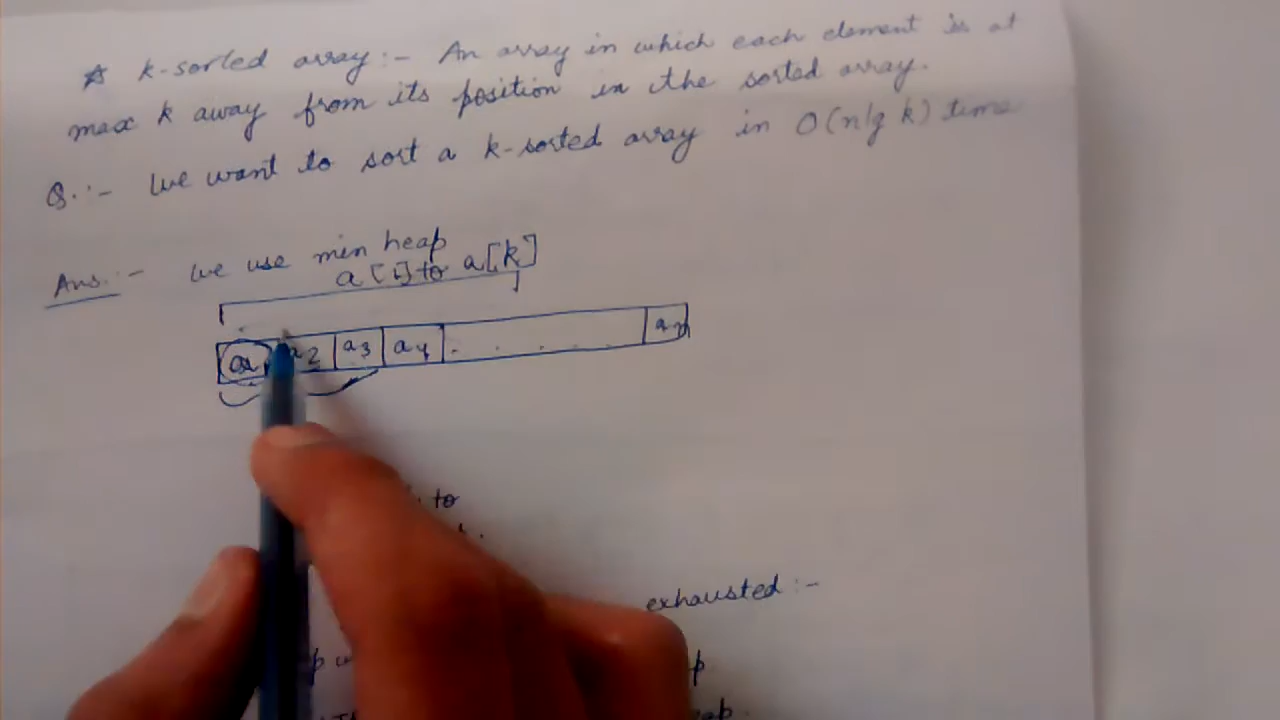 ☆ k-sorted array:- An array in which each element is at
max k away from its position in the sorted array.
Q.:- We want to sort a k-sorted array in O(nlg k) time
Ans.:- We use min heap
a[i] to a[k]
a1 a2 a3 a4 . . . . an
to
exhausted :-